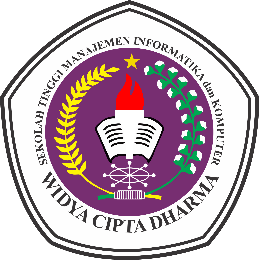 SEKOLAH TINGGI MANAJEMEN INFORMATIKA dan KOMPUTER
WIDYA CIPTA DHARMA